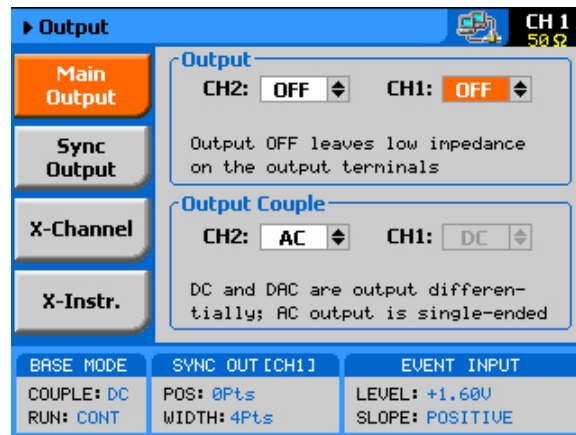 Output
CH 1
50Ω
Main
Output
Sync
Output
X-Channel
X-Instr.
Output
CH2: OFF CH1: OFF
Output OFF leaves low impedance
on the output terminals
Output Couple
CH2: AC CH1: DC
DC and DAC are output differen-
tially; AC output is single-ended
BASE MODE
COUPLE: DC
RUN: CONT
SYNC OUT [CH1]
POS: 0Pts
WIDTH: 4Pts
EVENT INPUT
LEVEL: +1.60V
SLOPE: POSITIVE